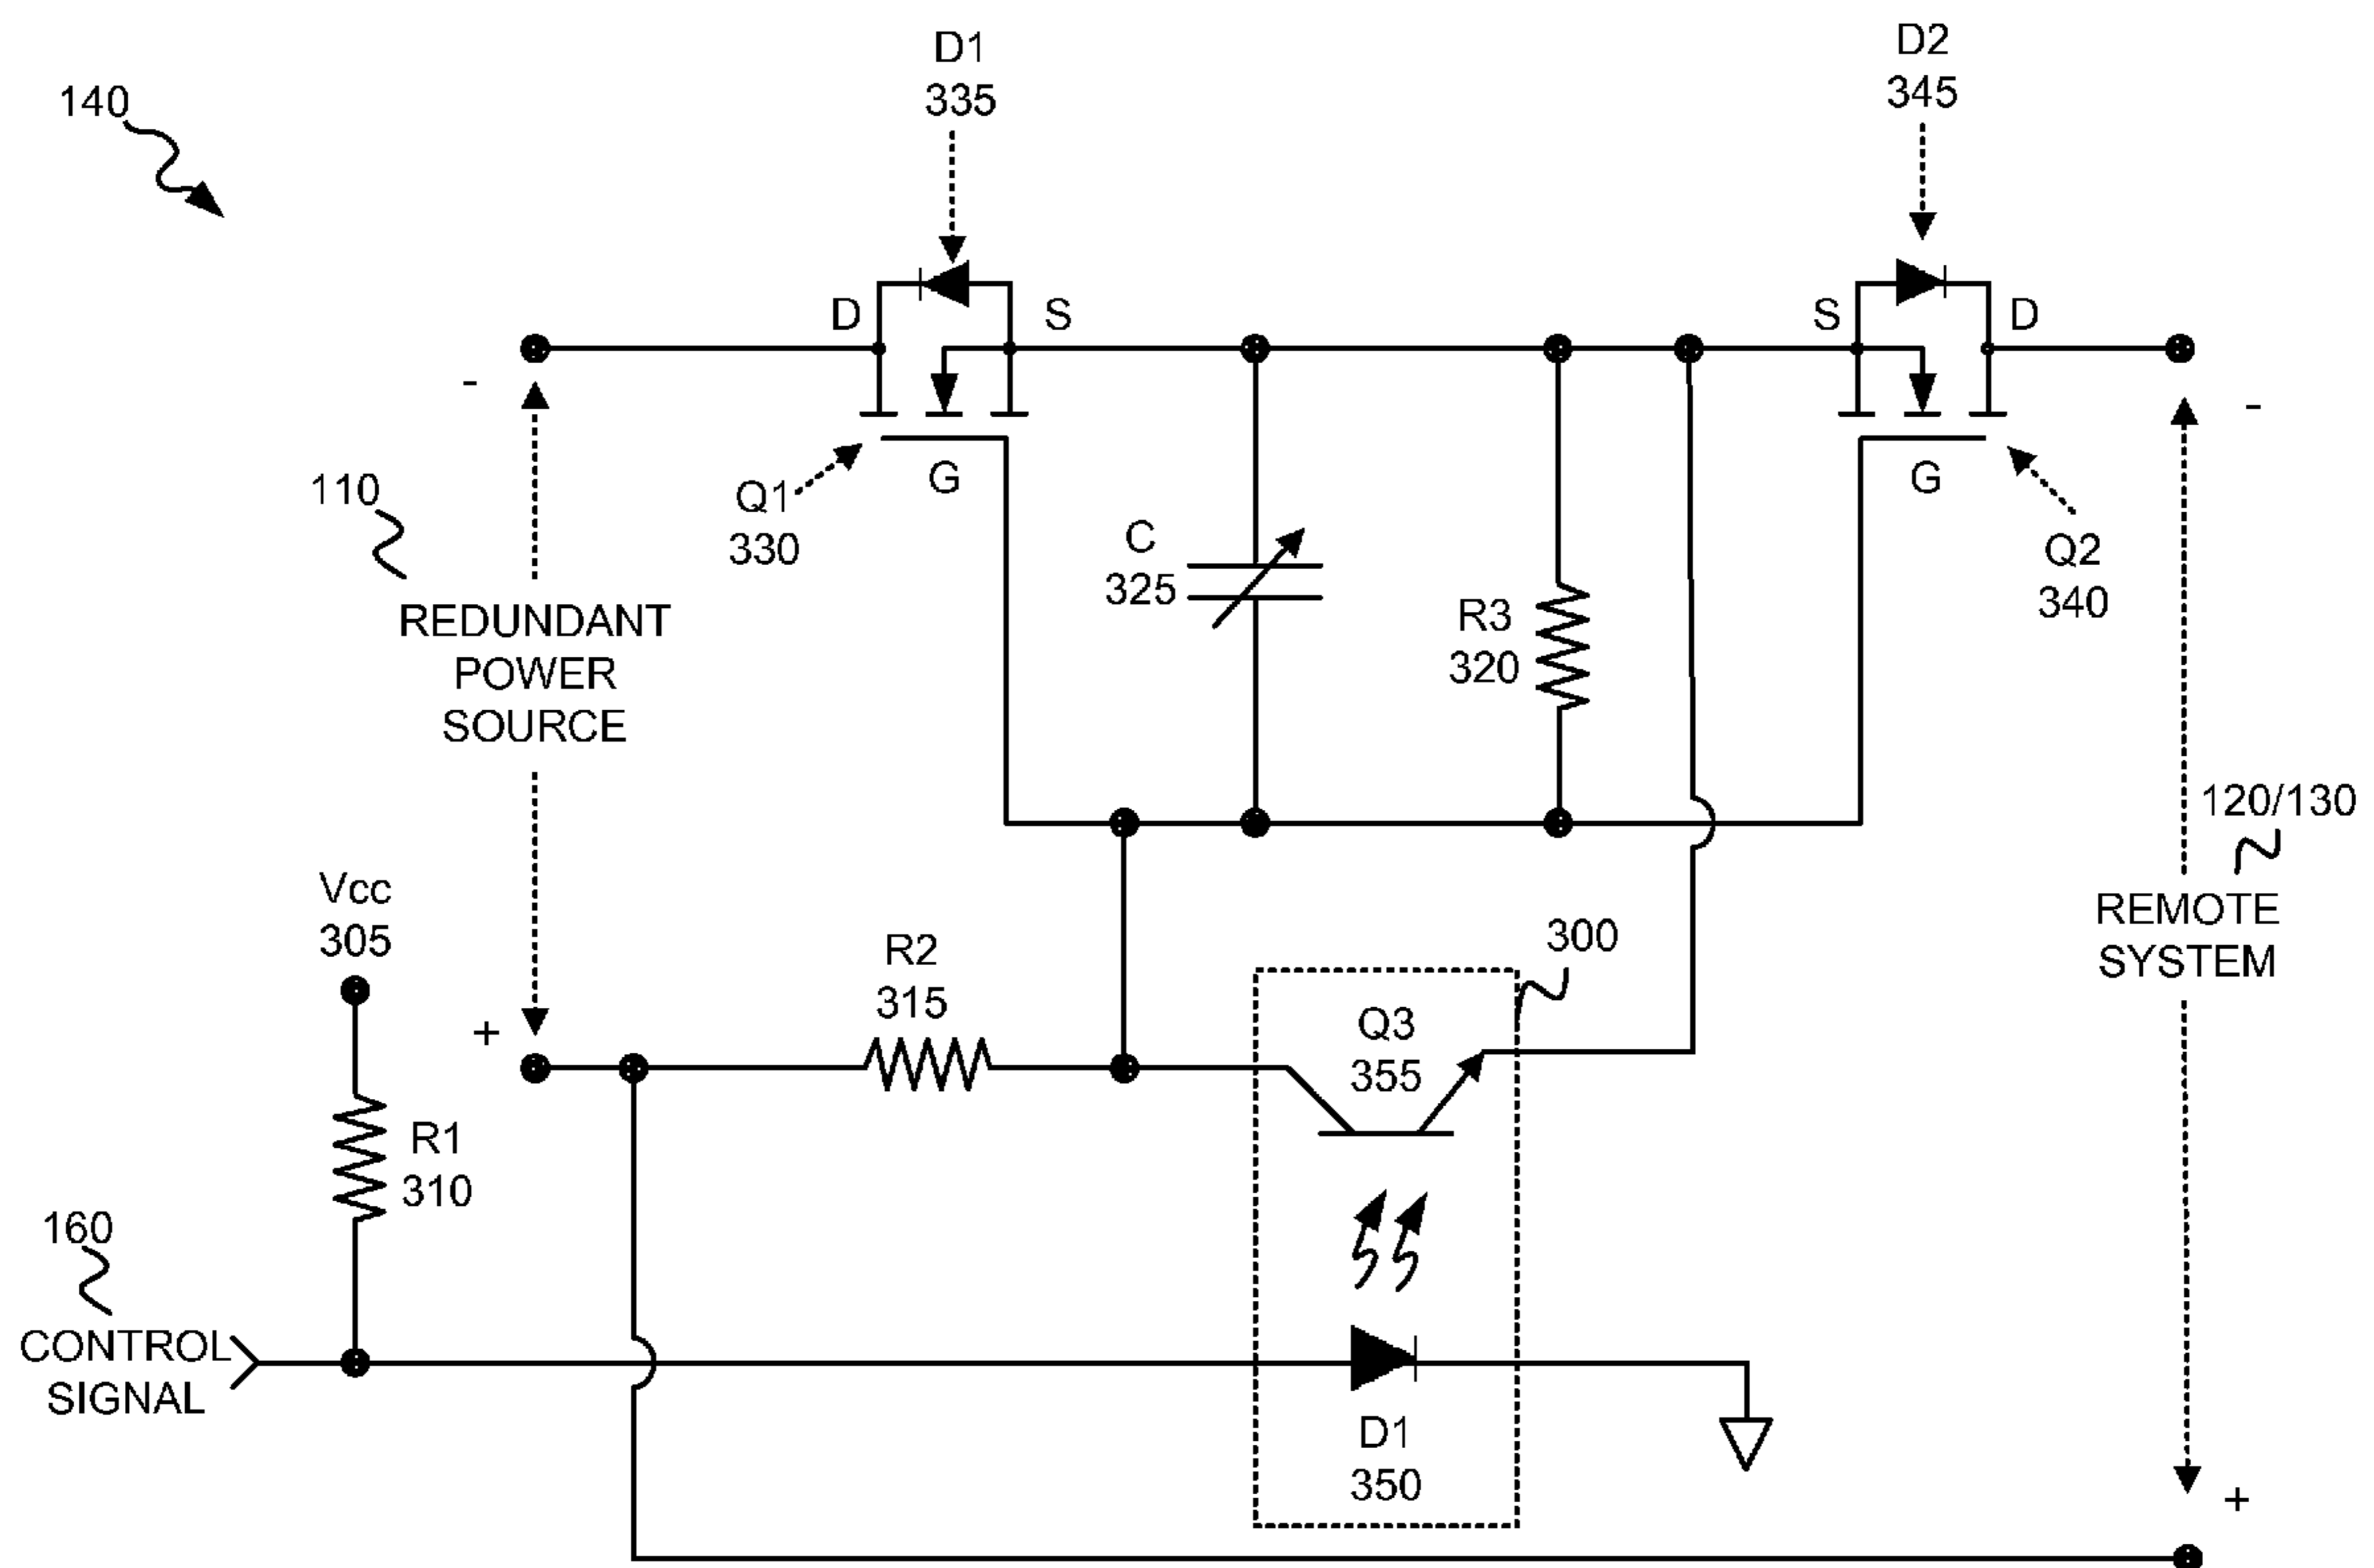 D1
335
D2
345
140
D
S
S
D
-
-
G
G
Q1
330
110
C
325
Q2
340
R3
320
REDUNDANT
POWER
SOURCE
120/130
Vcc
305
REMOTE
SYSTEM
R2
315
300
+
Q3
355
R1
310
160
CONTROL
SIGNAL
D1
350
+